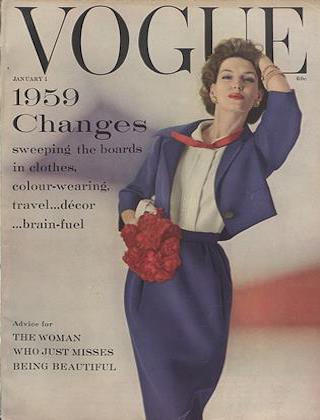 VOGUE
JANUARY 1
60c
1959
Changes
sweeping the boards
in clothes,
colour-wearing,
travel...décor
...brain-fuel
Advice for
THE WOMAN
WHO JUST MISSES
BEING BEAUTIFUL